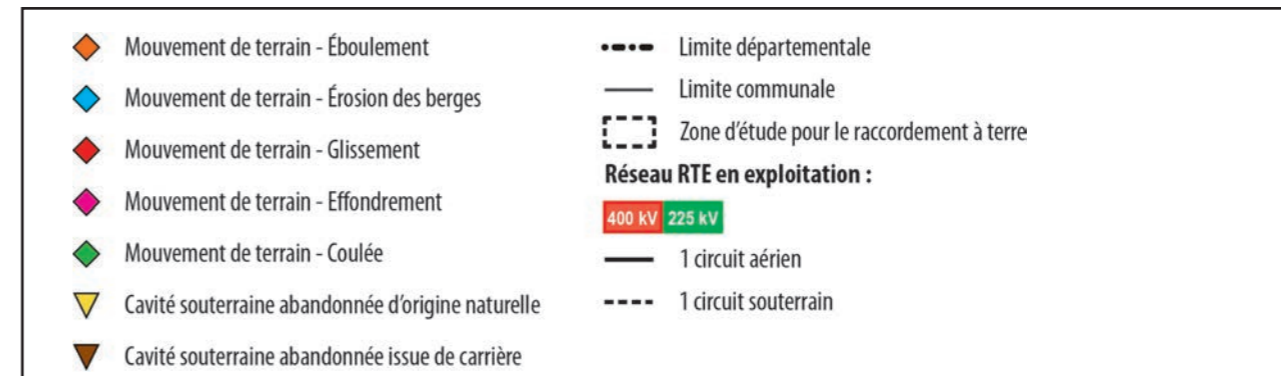 Mouvement de terrain - Éboulement
Mouvement de terrain - Érosion des berges
Mouvement de terrain - Glissement
Mouvement de terrain - Effondrement
Mouvement de terrain - Coulée
Cavité souterraine abandonnée d'origine naturelle
Cavité souterraine abandonnée issue de carrière
Limite départementale
Limite communale
Zone d'étude pour le raccordement à terre
Réseau RTE en exploitation :
400 kV 225 kV
1 circuit aérien
1 circuit souterrain